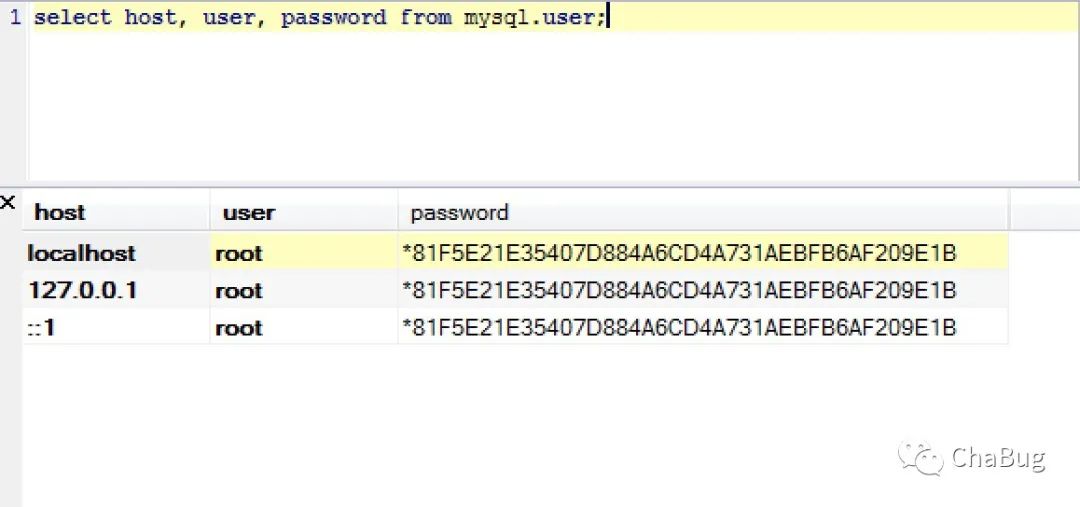 1 select host, user, password from mysql.user;
host user password
localhost root *81F5E21E35407D884A6CD4A731AEBFB6AF209E1B
127.0.0.1 root *81F5E21E35407D884A6CD4A731AEBFB6AF209E1B
::1 root *81F5E21E35407D884A6CD4A731AEBFB6AF209E1B
ChaBug